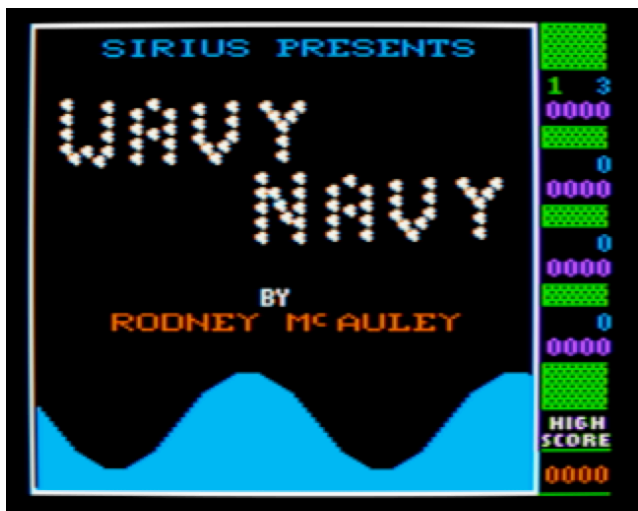 SIRIUS PRESENTS
WAVY
NAVY
BY
RODNEY McAULEY
1 3
0000
0
0000
0
0000
0
0000
HIGH
SCORE
0000